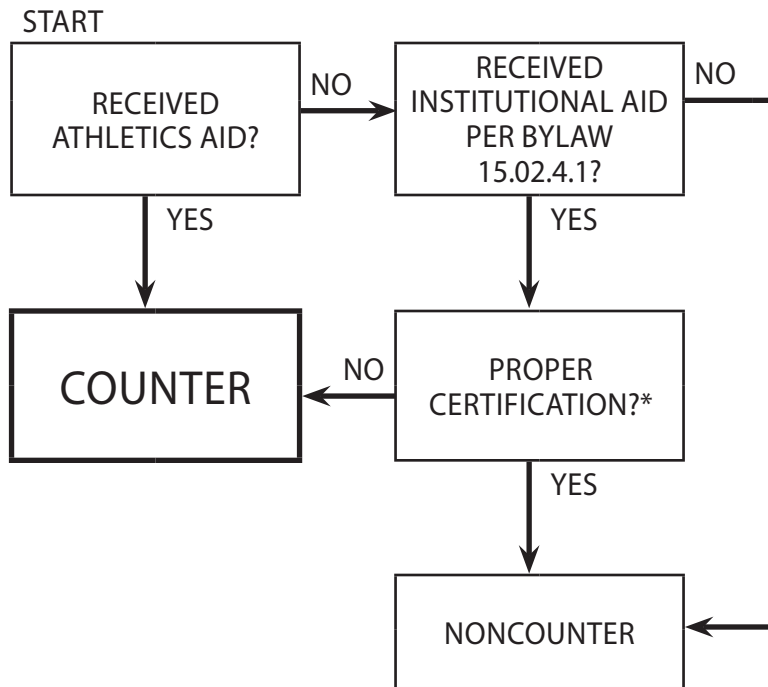 START
RECEIVED
ATHLETICS AID?
NO
RECEIVED
INSTITUTIONAL AID
PER BYLAW
15.02.4.1?
NO
YES
YES
COUNTER
NO
PROPER
CERTIFICATION?*
YES
NONCOUNTER